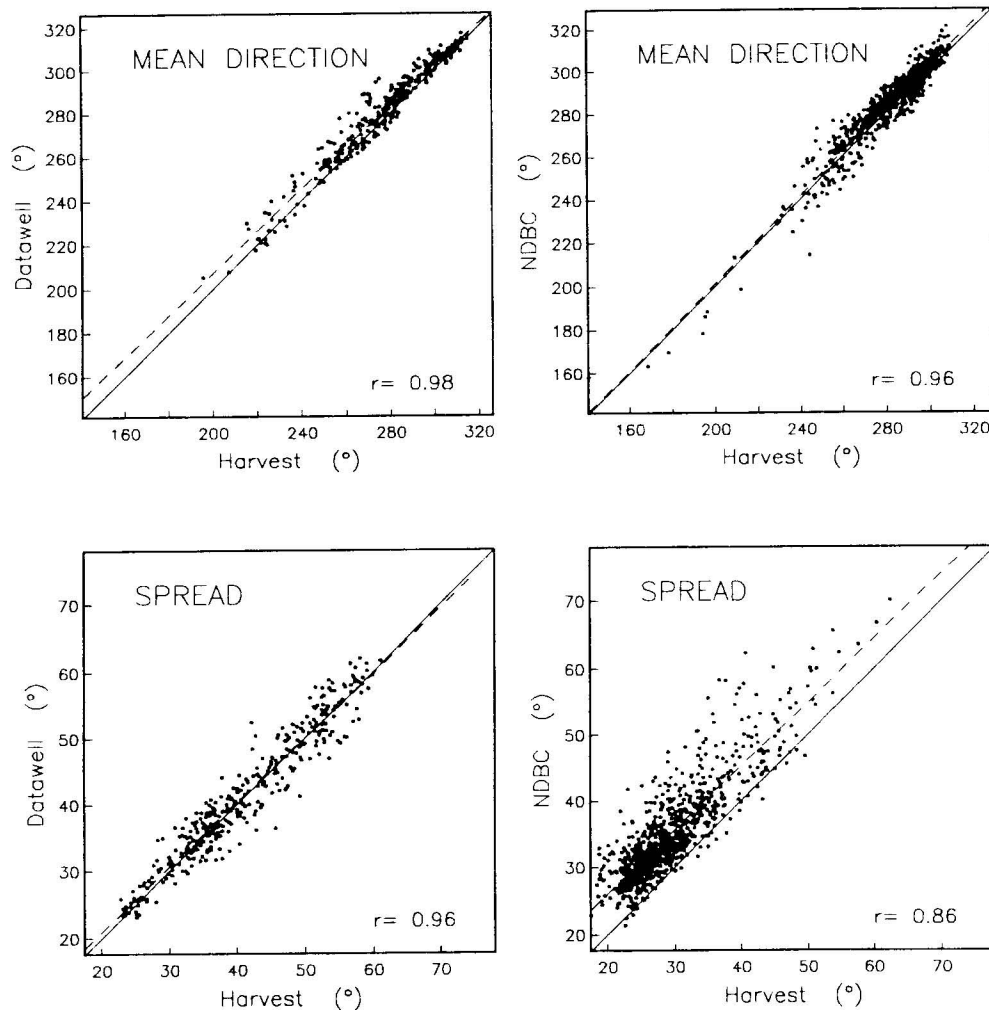 MEAN DIRECTION
320
300
280
260
240
220
200
180
160
Datawell (°)
r= 0.98
160 200 240 280 320
Harvest (°)
MEAN DIRECTION
320
300
280
260
240
220
200
180
160
NDBC (°)
r= 0.96
160 200 240 280 320
Harvest (°)
SPREAD
70
60
50
40
30
20
Datawell (°)
r= 0.96
20 30 40 50 60 70
Harvest (°)
SPREAD
70
60
50
40
30
20
NDBC (°)
r= 0.86
20 30 40 50 60 70
Harvest (°)